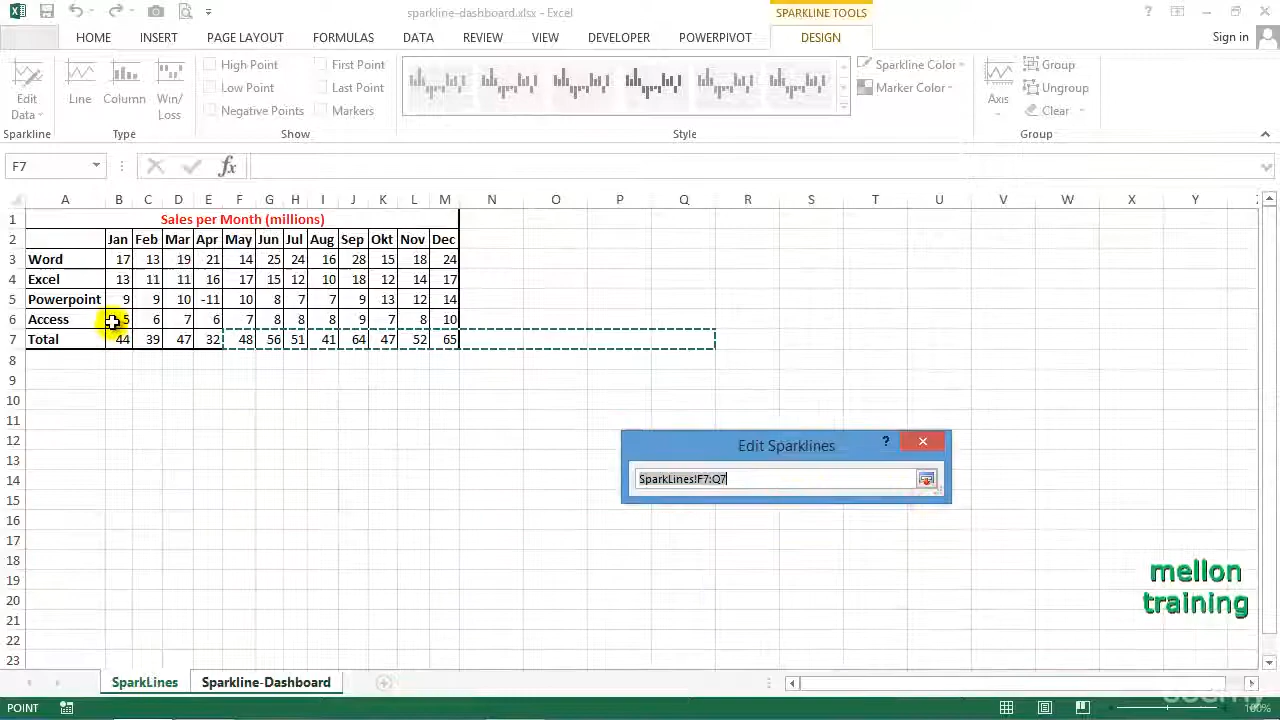 sparkline-dashboard.xlsx - Excel
SPARKLINE TOOLS
HOME INSERT PAGE LAYOUT FORMULAS DATA REVIEW VIEW DEVELOPER POWERPIVOT DESIGN Sign in
Edit Data
Line
Column
Win/Loss
High Point
Low Point
Negative Points
First Point
Last Point
Markers
Sparkline Color
Marker Color
Axis
Group
Ungroup
Clear
Sparkline Type Show Style Group
F7
fx
A B C D E F G H I J K L M N O P Q R S T U V W X Y
1 Sales per Month (millions)
2 Jan Feb Mar Apr May Jun Jul Aug Sep Okt Nov Dec
3 Word 17 13 19 21 14 25 24 16 28 15 18 24
4 Excel 13 11 11 16 17 15 12 10 18 12 14 17
5 Powerpoint 9 9 10 -11 10 8 7 7 9 13 12 14
6 Access 5 6 7 6 7 8 8 8 9 7 8 10
7 Total 44 39 47 32 48 56 51 41 64 47 52 65
8
9
10
11
12
13
14
15
16
17
18
19
20
21
22
23
Edit Sparklines
?
SparkLines!F7:Q7
mellon
training
SparkLines Spark­line-Dashboard
POINT
100%